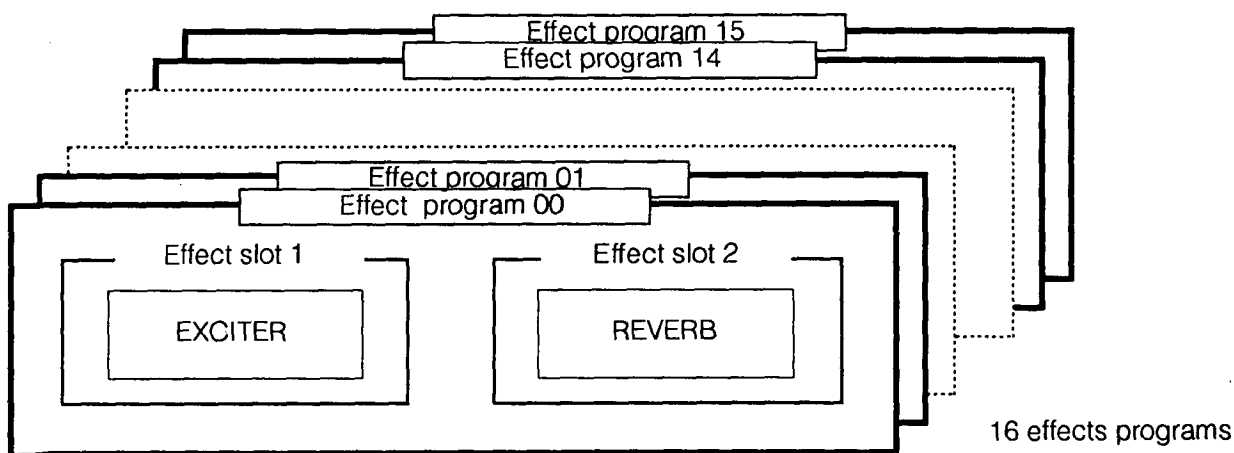 Effect program 15
Effect program 14
Effect program 01
Effect program 00
Effect slot 1 Effect slot 2
EXCITER REVERB
16 effects programs